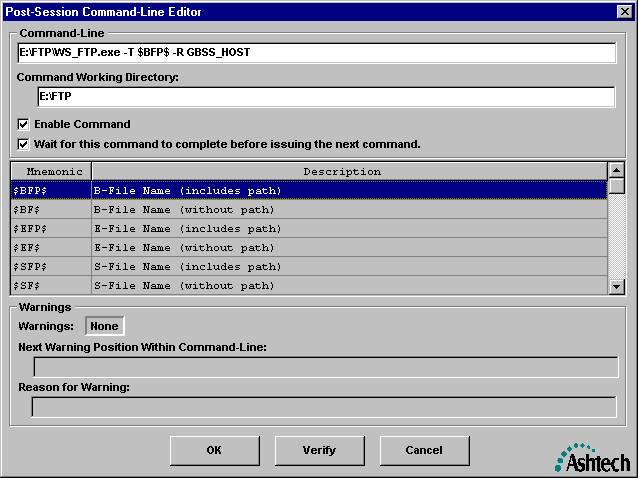 Post-Session Command-Line Editor
Command-Line
E:\FTP\WS_FTP.exe -T $BFP$ -R GBSS_HOST
Command Working Directory:
E:\FTP
Enable Command
Wait for this command to complete before issuing the next command.
Mnemonic Description
$BFP$ B-File Name (includes path)
$BF$ B-File Name (without path)
$EFP$ E-File Name (includes path)
$EF$ E-File Name (without path)
$SFP$ S-File Name (includes path)
$SF$ S-File Name (without path)
Warnings
Warnings: None
Next Warning Position Within Command-Line:
Reason for Warning:
OK Verify Cancel
Ashtech